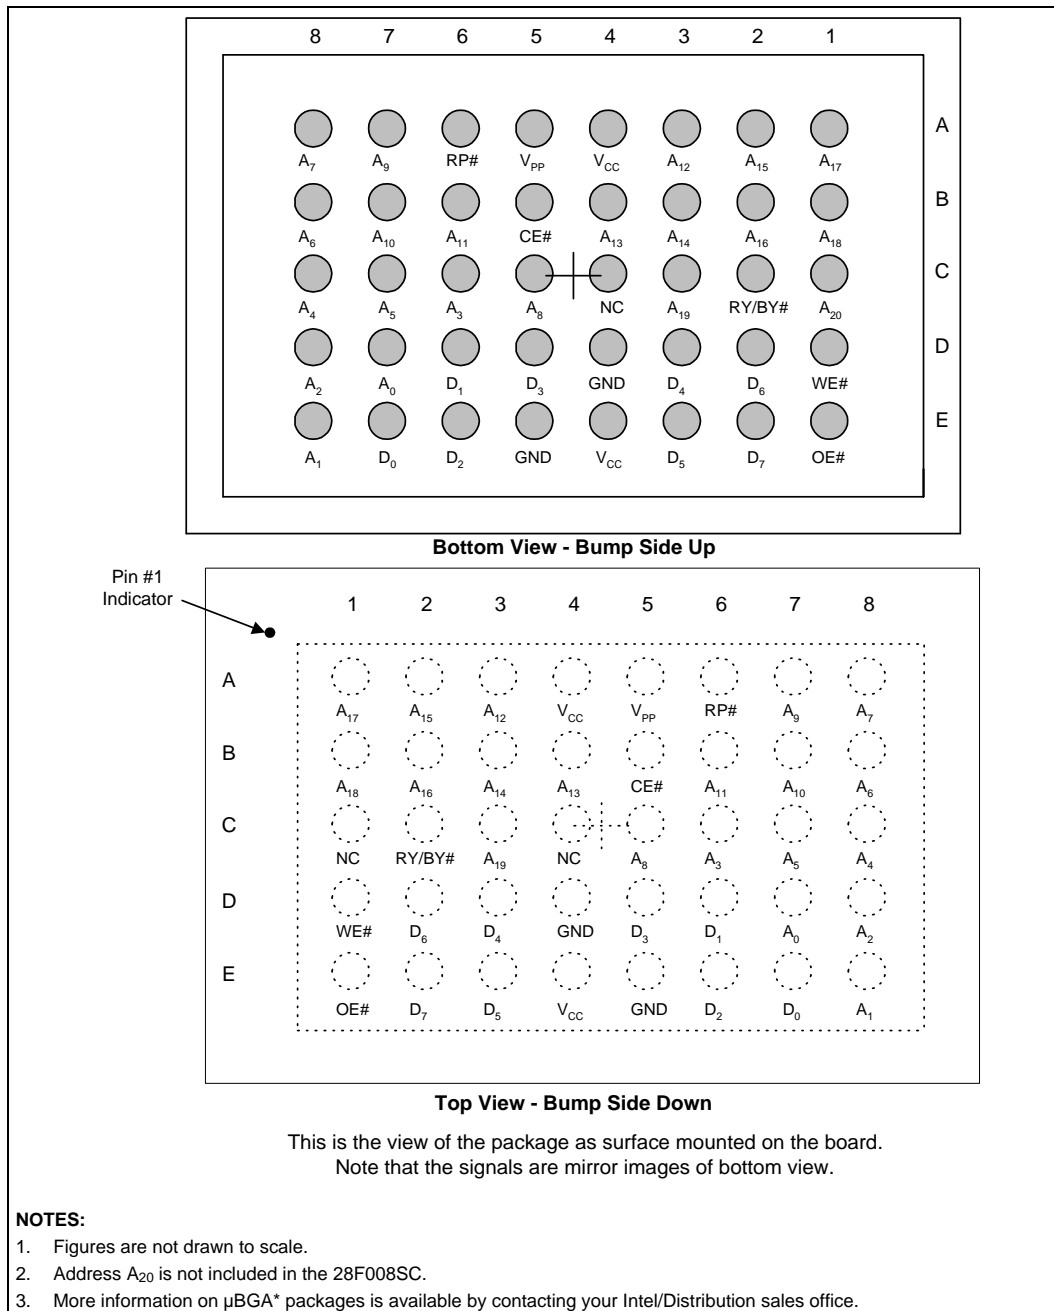 8 7 6 5 4 3 2 1
A
A₇ A₉ RP# V_PP V_CC A₁₂ A₁₅ A₁₇
B
A₆ A₁₀ A₁₁ CE# A₁₃ A₁₄ A₁₆ A₁₈
C
A₄ A₅ A₃ A₈ NC A₁₉ RY/BY# A₂₀
D
A₂ A₀ D₁ D₃ GND D₄ D₆ WE#
E
A₁ D₀ D₂ GND V_CC D₅ D₇ OE#
Bottom View - Bump Side Up
Pin #1
Indicator
1 2 3 4 5 6 7 8
A
A₁₇ A₁₅ A₁₂ V_CC V_PP RP# A₉ A₇
B
A₁₈ A₁₆ A₁₄ A₁₃ CE# A₁₁ A₁₀ A₆
C
NC RY/BY# A₁₉ NC A₈ A₃ A₅ A₄
D
WE# D₆ D₄ GND D₃ D₁ A₀ A₂
E
OE# D₇ D₅ V_CC GND D₂ D₀ A₁
Top View - Bump Side Down
This is the view of the package as surface mounted on the board.
Note that the signals are mirror images of bottom view.
NOTES:
1. Figures are not drawn to scale.
2. Address A₂₀ is not included in the 28F008SC.
3. More information on µBGA* packages is available by contacting your Intel/Distribution sales office.